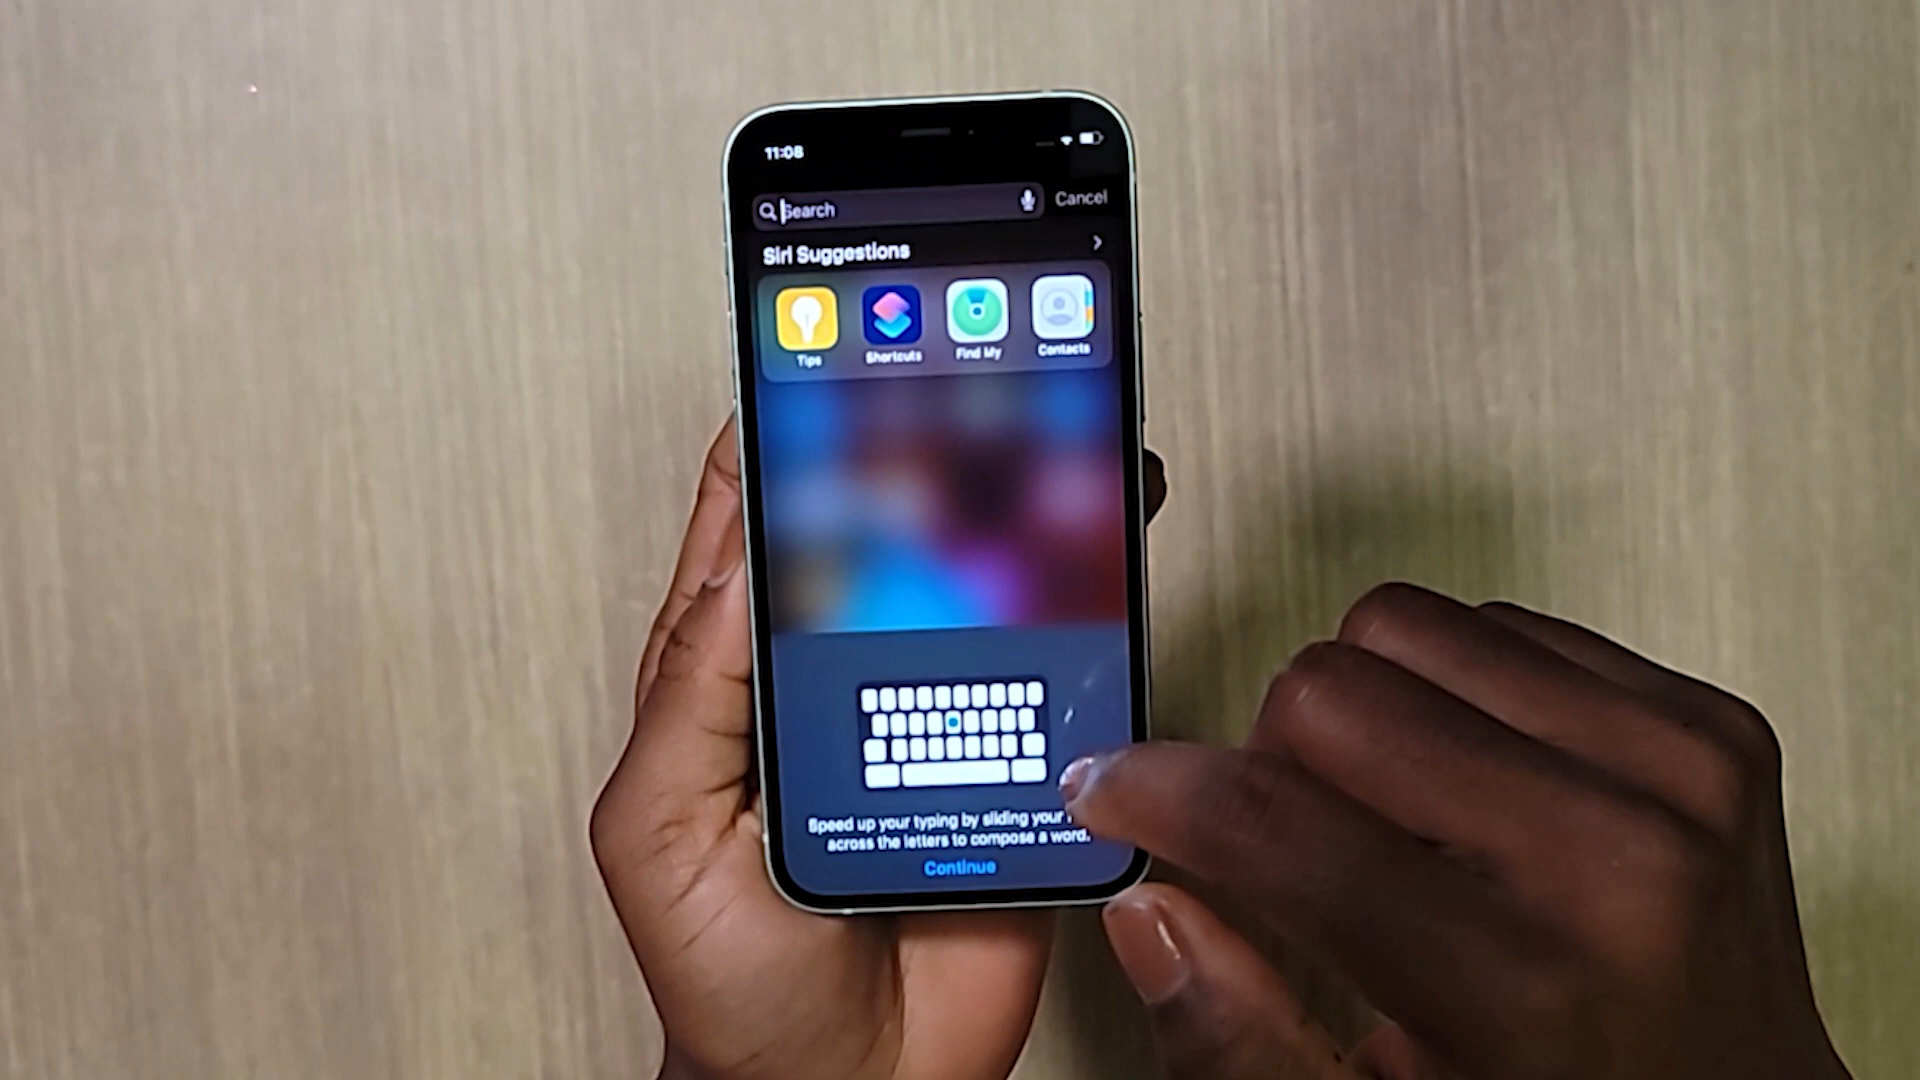 11:08
Search
Cancel
Siri Suggestions
Tips
Shortcuts
Find My
Contacts
Speed up your typing by sliding your
across the letters to compose a word.
Continue